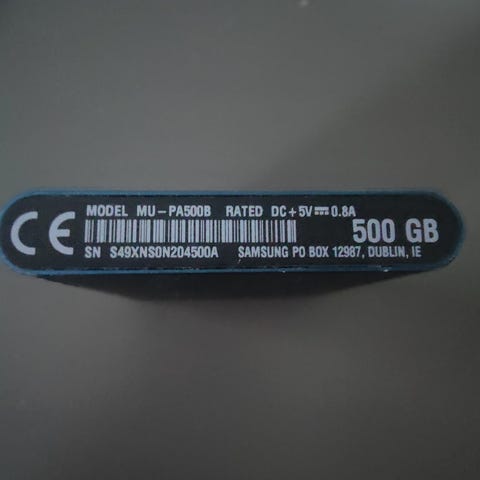 CE
MODEL MU-PA500B RATED DC+5V⎓0.8A
500 GB
SN S49XNS0N204500A SAMSUNG PO BOX 12987, DUBLIN, IE